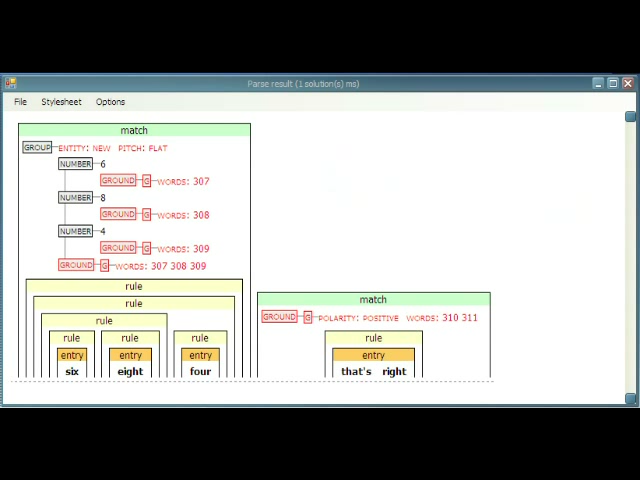 Parse result (1 solution(s) ms)
File Stylesheet Options
match
GROUP ENTITY: NEW PITCH: FLAT
NUMBER 6
GROUND G WORDS: 307
NUMBER 8
GROUND G WORDS: 308
NUMBER 4
GROUND G WORDS: 309
GROUND G WORDS: 307 308 309
rule
rule
rule
rule rule rule
entry entry entry
six eight four
match
GROUND G POLARITY: POSITIVE WORDS: 310 311
rule
entry
that's right